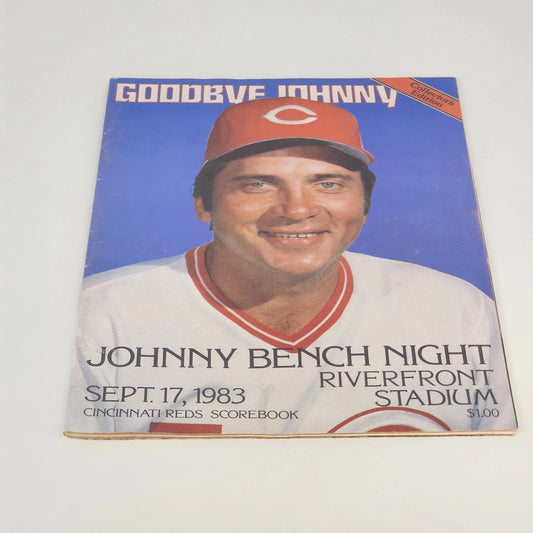 GOODBYE JOHNNY
Collector's
Edition
C
JOHNNY BENCH NIGHT
RIVERFRONT
STADIUM
SEPT. 17, 1983
CINCINNATI REDS SCOREBOOK
$1.00